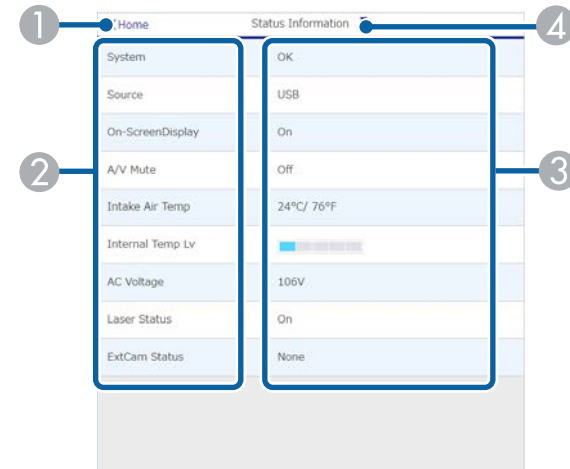 1 Home Status Information 4
System OK
Source USB
On-ScreenDisplay On
2 A/V Mute Off 3
Intake Air Temp 24°C/ 76°F
Internal Temp Lv
AC Voltage 106V
Laser Status On
ExtCam Status None